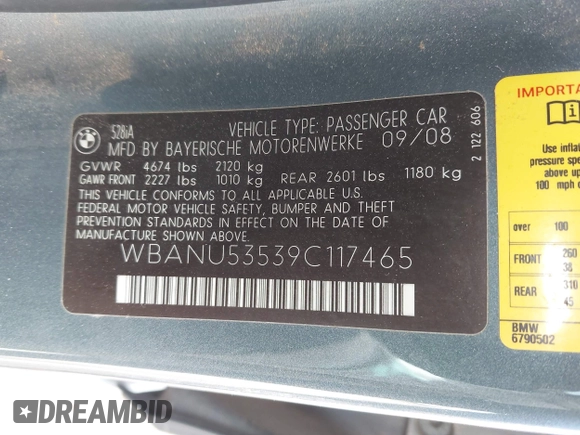 BMW
528iA VEHICLE TYPE: PASSENGER CAR
MFD BY BAYERISCHE MOTORENWERKE 09/08
GVWR 4674 lbs 2120 kg
GAWR FRONT 2227 lbs 1010 kg REAR 2601 lbs 1180 kg
THIS VEHICLE CONFORMS TO ALL APPLICABLE U.S.
FEDERAL MOTOR VEHICLE SAFETY, BUMPER AND THEFT
PREVENTION STANDARDS IN EFFECT ON THE DATE OF
MANUFACTURE SHOWN ABOVE.
WBANU53539C117465
2 122 606
IMPORTA
Use inflat
pressure spe
above up
100 mph
over 100
FRONT 260
38
REAR 310
45
BMW
6790502
DREAMBID